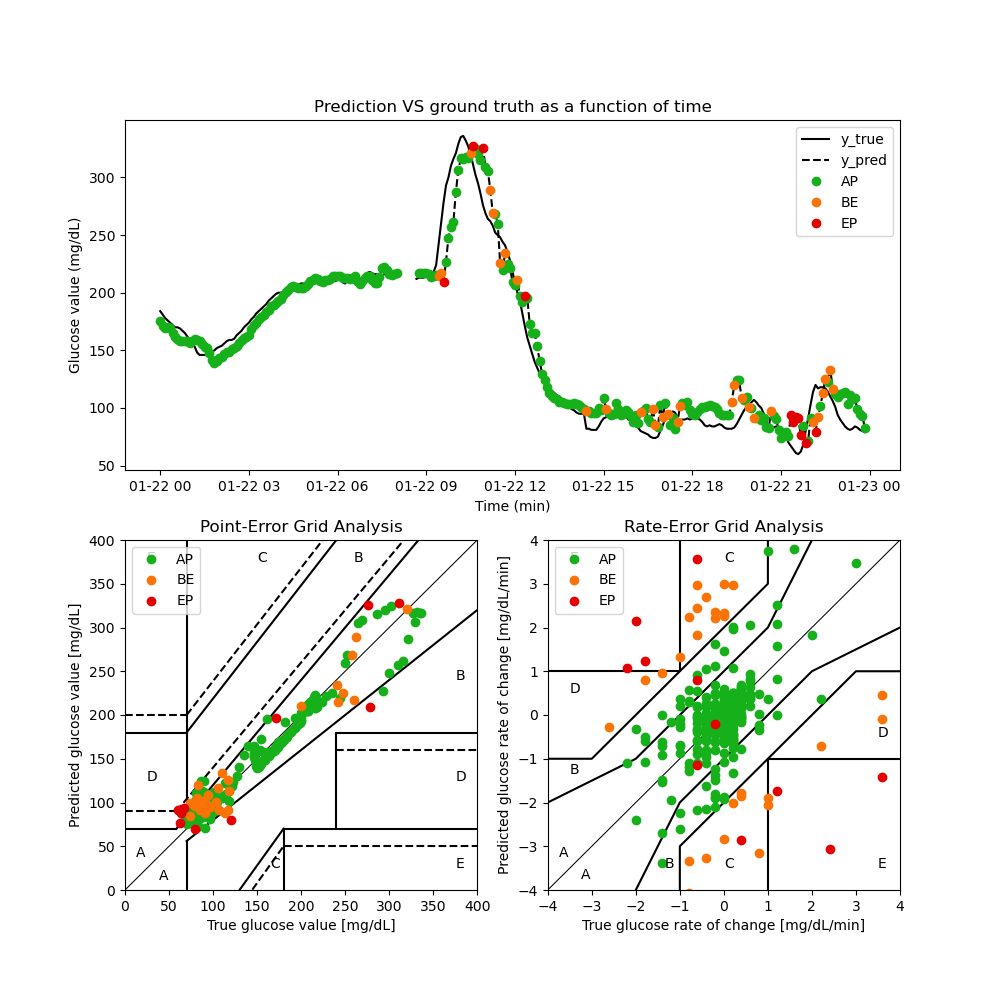 Prediction VS ground truth as a function of time
Glucose value (mg/dL)
300
250
200
150
100
50
y_true
y_pred
AP
BE
EP
01-22 00 01-22 03 01-22 06 01-22 09 01-22 12 01-22 15 01-22 18 01-22 21 01-23 00
Time (min)
Point-Error Grid Analysis
Predicted glucose value [mg/dL]
400
350
300
250
200
150
100
50
0
AP
BE
EP
C
B
B
D
D
A
A
C
E
0 50 100 150 200 250 300 350 400
True glucose value [mg/dL]
Rate-Error Grid Analysis
Predicted glucose rate of change [mg/dL/min]
4
3
2
1
0
−1
−2
−3
−4
AP
BE
EP
C
D
D
B
A
A
B
C
E
−4 −3 −2 −1 0 1 2 3 4
True glucose rate of change [mg/dL/min]